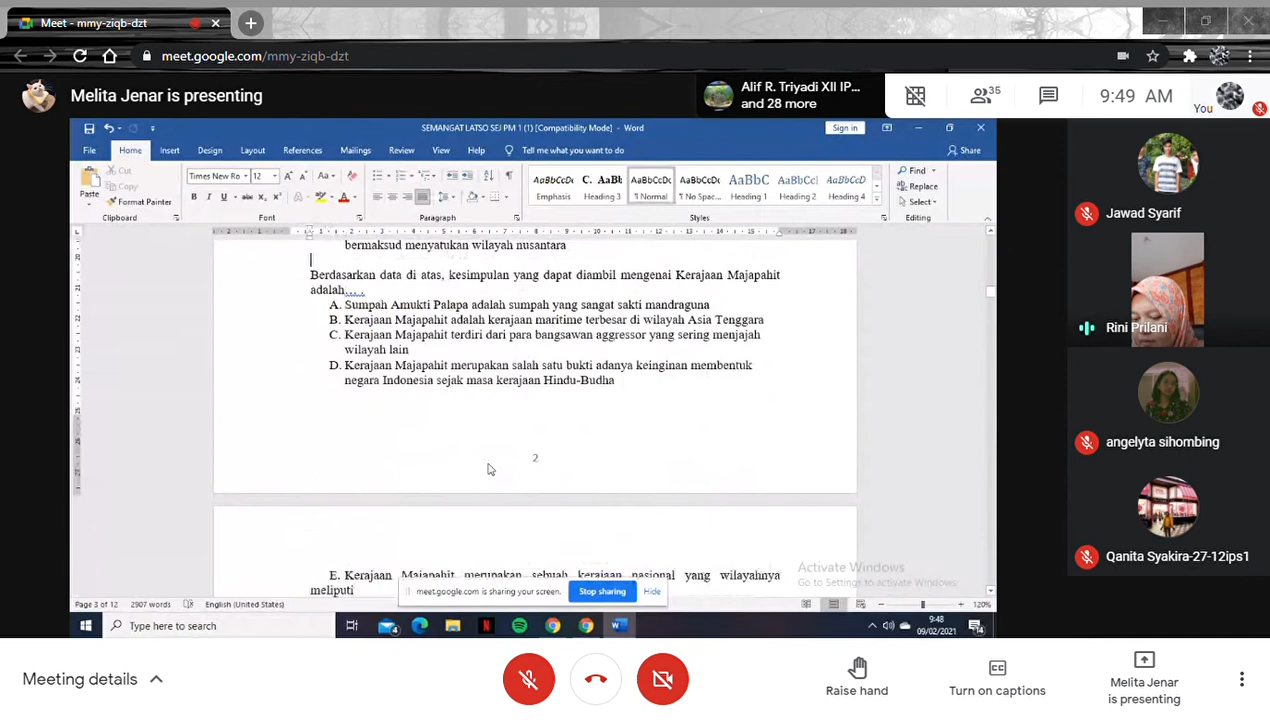 Meet - mmy-ziqb-dzt
meet.google.com/mmy-ziqb-dzt
Melita Jenar is presenting
Alif R. Triyadi XII IP...
and 28 more
35
9:49 AM
You
SEMANGAT LATSO SEJ PM 1 (1) [Compatibility Mode] - Word
Sign in
File Home Insert Design Layout References Mailings Review View Help Tell me what you want to do Share
Paste
Cut
Copy
Format Painter
Clipboard
Times New Ro 12
Font
Paragraph
AaBbCcDc AaBbC AaBbCcI AaBbCcD
Emphasis Heading 3 ¶ Normal ¶ No Spac... Heading 1 Heading 2 Heading 4
Styles
Find
Replace
Select
Editing
bermaksud menyatukan wilayah nusantara
Berdasarkan data di atas, kesimpulan yang dapat diambil mengenai Kerajaan Majapahit
adalah… .
A. Sumpah Amukti Palapa adalah sumpah yang sangat sakti mandraguna
B. Kerajaan Majapahit adalah kerajaan maritime terbesar di wilayah Asia Tenggara
C. Kerajaan Majapahit terdiri dari para bangsawan aggressor yang sering menjajah
wilayah lain
D. Kerajaan Majapahit merupakan salah satu bukti adanya keinginan membentuk
negara Indonesia sejak masa kerajaan Hindu-Budha
2
E. Kerajaan Majapahit merupakan sebuah kerajaan nasional yang wilayahnya
meliputi
Activate Windows
Go to Settings to activate Windows.
meet.google.com is sharing your screen.
Stop sharing
Hide
Page 3 of 12 2907 words English (United States)
120%
Type here to search
9:48
09/02/2021
Jawad Syarif
Rini Prilani
angelyta sihombing
Qanita Syakira-27-12ips1
Meeting details
Raise hand
Turn on captions
Melita Jenar
is presenting